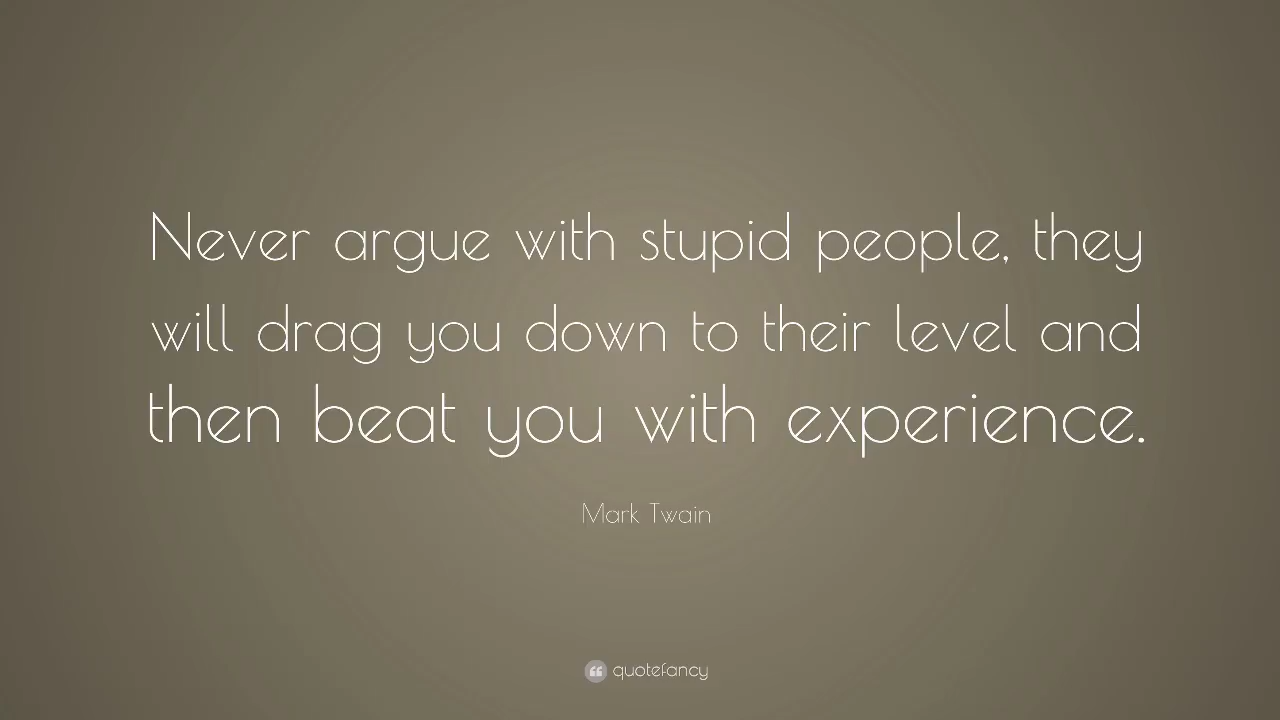 Never argue with stupid people, they
will drag you down to their level and
then beat you with experience.
Mark Twain
quotefancy